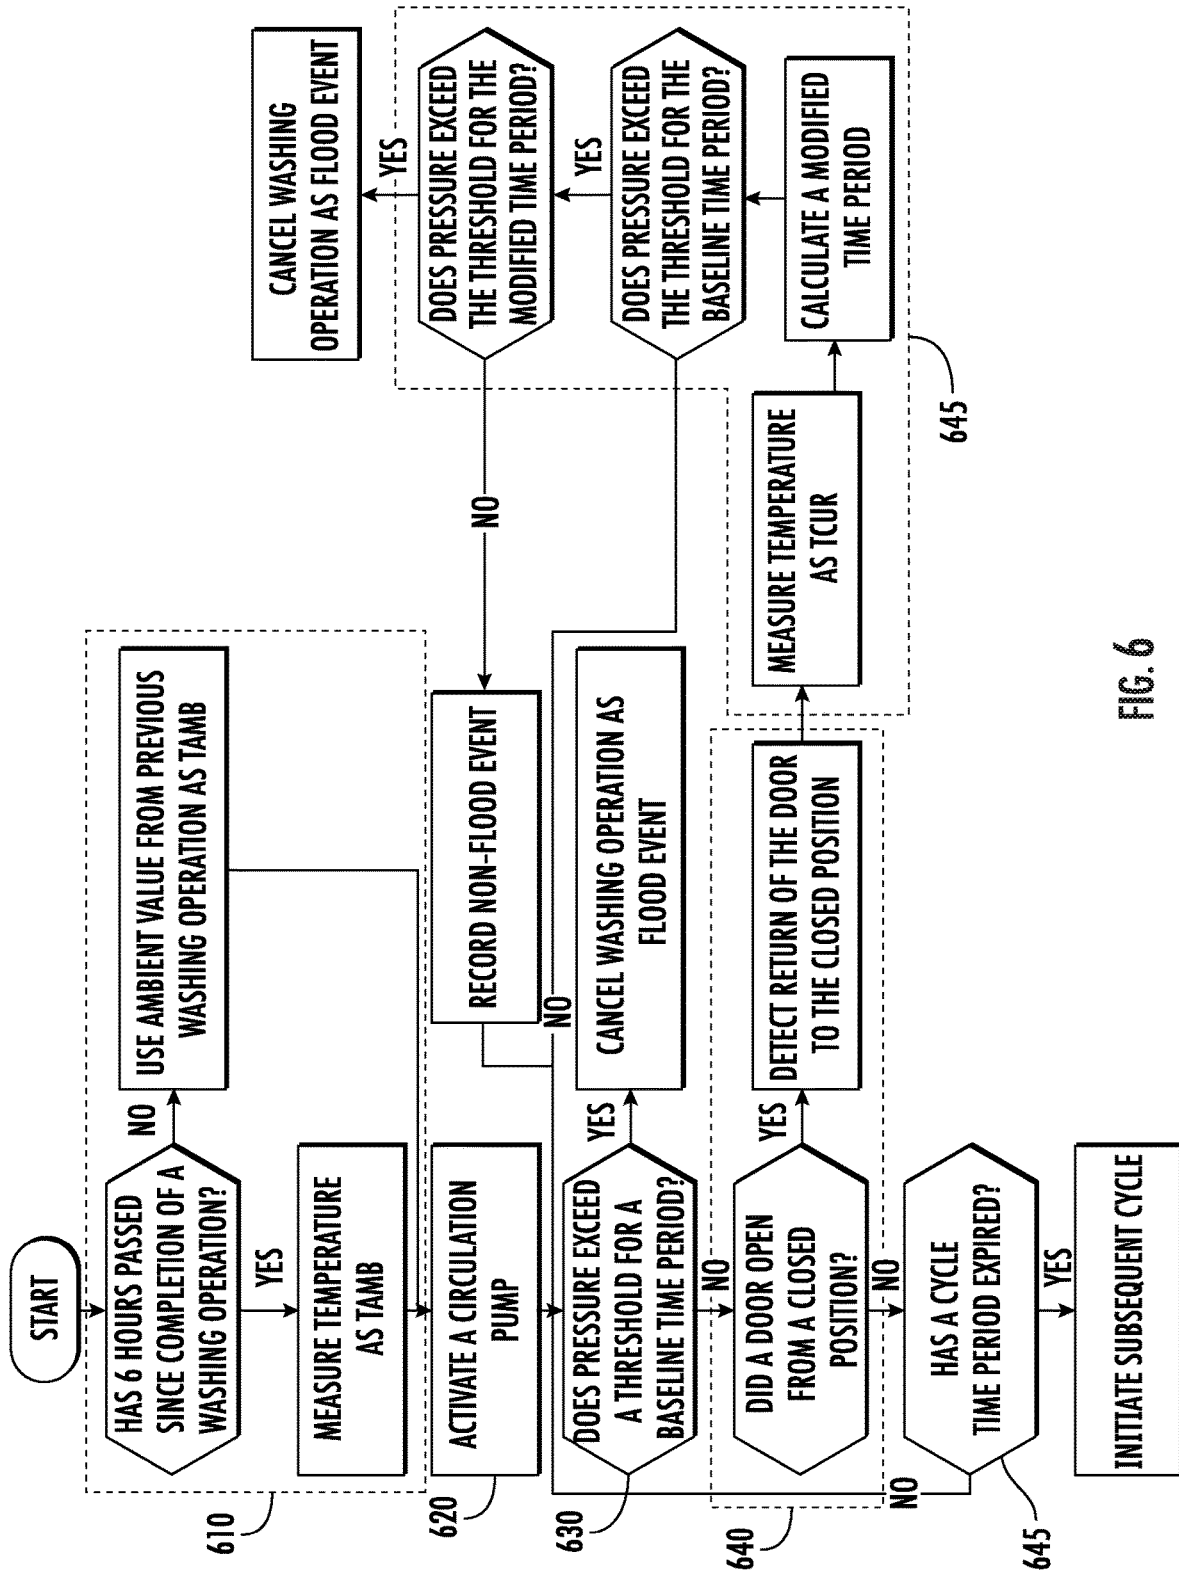 START
HAS 6 HOURS PASSED
SINCE COMPLETION OF A
WASHING OPERATION?
NO
USE AMBIENT VALUE FROM PREVIOUS
WASHING OPERATION AS TAMB
YES
MEASURE TEMPERATURE
AS TAMB
610
ACTIVATE A CIRCULATION
PUMP
620
DOES PRESSURE EXCEED
A THRESHOLD FOR A
BASELINE TIME PERIOD?
630
YES
CANCEL WASHING OPERATION AS
FLOOD EVENT
NO
DID A DOOR OPEN
FROM A CLOSED
POSITION?
640
YES
DETECT RETURN OF THE DOOR
TO THE CLOSED POSITION
NO
HAS A CYCLE
TIME PERIOD EXPIRED?
645
NO
YES
INITIATE SUBSEQUENT CYCLE
MEASURE TEMPERATURE
AS TCUR
CALCULATE A MODIFIED
TIME PERIOD
645
DOES PRESSURE EXCEED
THE THRESHOLD FOR THE
BASELINE TIME PERIOD?
NO
YES
DOES PRESSURE EXCEED
THE THRESHOLD FOR THE
MODIFIED TIME PERIOD?
NO
RECORD NON-FLOOD EVENT
YES
CANCEL WASHING
OPERATION AS FLOOD EVENT
FIG. 6